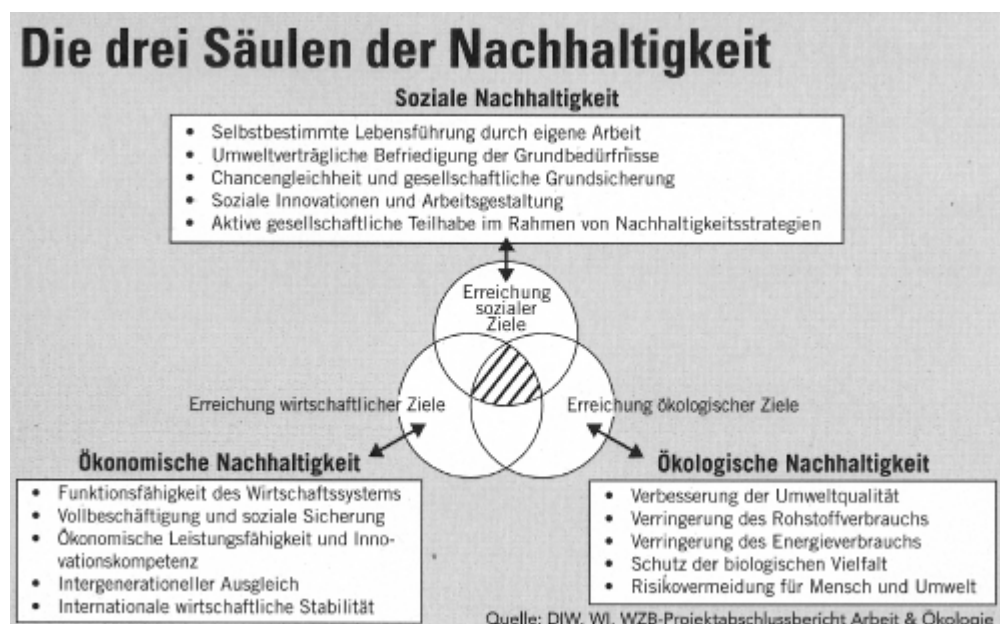 Die drei Säulen der Nachhaltigkeit
Soziale Nachhaltigkeit
• Selbstbestimmte Lebensführung durch eigene Arbeit
• Umweltverträgliche Befriedigung der Grundbedürfnisse
• Chancengleichheit und gesellschaftliche Grundsicherung
• Soziale Innovationen und Arbeitsgestaltung
• Aktive gesellschaftliche Teilhabe im Rahmen von Nachhaltigkeitsstrategien
Erreichung
sozialer
Ziele
Erreichung wirtschaftlicher Ziele
Erreichung ökologischer Ziele
Ökonomische Nachhaltigkeit
• Funktionsfähigkeit des Wirtschaftssystems
• Vollbeschäftigung und soziale Sicherung
• Ökonomische Leistungsfähigkeit und Inno-
vationskompetenz
• Intergenerationeller Ausgleich
• Internationale wirtschaftliche Stabilität
Ökologische Nachhaltigkeit
• Verbesserung der Umweltqualität
• Verringerung des Rohstoffverbrauchs
• Verringerung des Energieverbrauchs
• Schutz der biologischen Vielfalt
• Risikovermeidung für Mensch und Umwelt
Quelle: DIW, WI, WZB-Projektabschlussbericht Arbeit & Ökologie